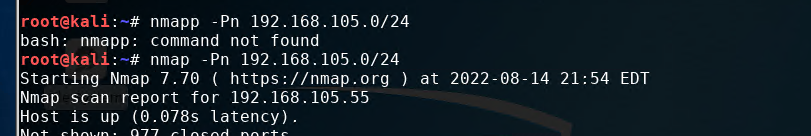 root@kali:~# nmapp -Pn 192.168.105.0/24
bash: nmapp: command not found
root@kali:~# nmap -Pn 192.168.105.0/24
Starting Nmap 7.70 ( https://nmap.org ) at 2022-08-14 21:54 EDT
Nmap scan report for 192.168.105.55
Host is up (0.078s latency).
Not shown: 977 closed ports